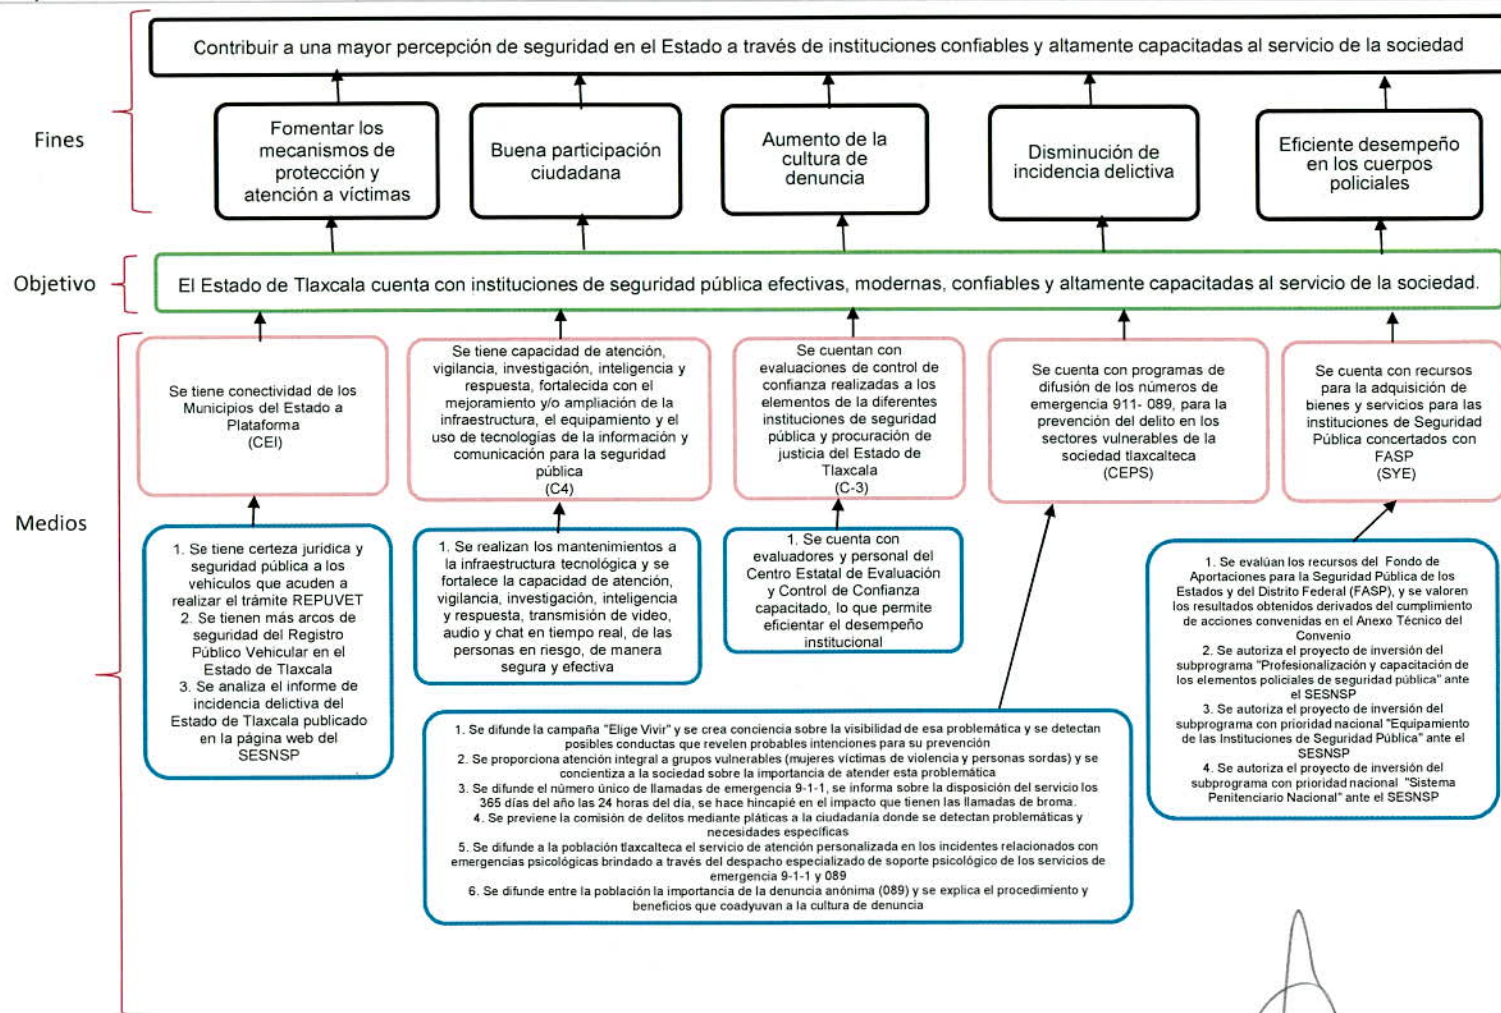 Contribuir a una mayor percepción de seguridad en el Estado a través de instituciones confiables y altamente capacitadas al servicio de la sociedad
Fines
Fomentar los
mecanismos de
protección y
atención a víctimas
Buena participación
ciudadana
Aumento de la
cultura de
denuncia
Disminución de
incidencia delictiva
Eficiente desempeño
en los cuerpos
policiales
Objetivo
El Estado de Tlaxcala cuenta con instituciones de seguridad pública efectivas, modernas, confiables y altamente capacitadas al servicio de la sociedad.
Medios
Se tiene conectividad de los
Municipios del Estado a
Plataforma
(CEI)
Se tiene capacidad de atención,
vigilancia, investigación, inteligencia y
respuesta, fortalecida con el
mejoramiento y/o ampliación de la
infraestructura, el equipamiento y el
uso de tecnologías de la información y
comunicación para la seguridad
pública
(C4)
Se cuentan con
evaluaciones de control de
confianza realizadas a los
elementos de la diferentes
instituciones de seguridad
pública y procuración de
justicia del Estado de
Tlaxcala
(C-3)
Se cuenta con programas de
difusión de los números de
emergencia 911- 089, para la
prevención del delito en los
sectores vulnerables de la
sociedad tlaxcalteca
(CEPS)
Se cuenta con recursos
para la adquisición de
bienes y servicios para las
instituciones de Seguridad
Pública concertados con
FASP
(SYE)
1. Se tiene certeza jurídica y
seguridad pública a los
vehículos que acuden a
realizar el trámite REPUVET
2. Se tienen más arcos de
seguridad del Registro
Público Vehicular en el
Estado de Tlaxcala
3. Se analiza el informe de
incidencia delictiva del
Estado de Tlaxcala publicado
en la página web del
SESNSP
1. Se realizan los mantenimientos a
la infraestructura tecnológica y se
fortalece la capacidad de atención,
vigilancia, investigación, inteligencia
y respuesta, transmisión de video,
audio y chat en tiempo real, de las
personas en riesgo, de manera
segura y efectiva
1. Se cuenta con
evaluadores y personal del
Centro Estatal de Evaluación
y Control de Confianza
capacitado, lo que permite
eficientar el desempeño
institucional
1. Se difunde la campaña "Elige Vivir" y se crea conciencia sobre la visibilidad de esa problemática y se detectan
posibles conductas que revelen probables intenciones para su prevención
2. Se proporciona atención integral a grupos vulnerables (mujeres víctimas de violencia y personas sordas) y se
concientiza a la sociedad sobre la importancia de atender esta problemática
3. Se difunde el número único de llamadas de emergencia 9-1-1, se informa sobre la disposición del servicio los
365 días del año las 24 horas del día, se hace hincapié en el impacto que tienen las llamadas de broma.
4. Se previene la comisión de delitos mediante pláticas a la ciudadanía donde se detectan problemáticas y
necesidades específicas
5. Se difunde a la población tlaxcalteca el servicio de atención personalizada en los incidentes relacionados con
emergencias psicológicas brindado a través del despacho especializado de soporte psicológico de los servicios de
emergencia 9-1-1 y 089
6. Se difunde entre la población la importancia de la denuncia anónima (089) y se explica el procedimiento y
beneficios que coadyuvan a la cultura de denuncia
1. Se evalúan los recursos del Fondo de
Aportaciones para la Seguridad Pública de los
Estados y del Distrito Federal (FASP), y se valoren
los resultados obtenidos derivados del cumplimiento
de acciones convenidas en el Anexo Técnico del
Convenio
2. Se autoriza el proyecto de inversión del
subprograma "Profesionalización y capacitación de
los elementos policiales de seguridad pública" ante
el SESNSP
3. Se autoriza el proyecto de inversión del
subprograma con prioridad nacional "Equipamiento
de las Instituciones de Seguridad Pública" ante el
SESNSP
4. Se autoriza el proyecto de inversión del
subprograma con prioridad nacional "Sistema
Penitenciario Nacional" ante el SESNSP